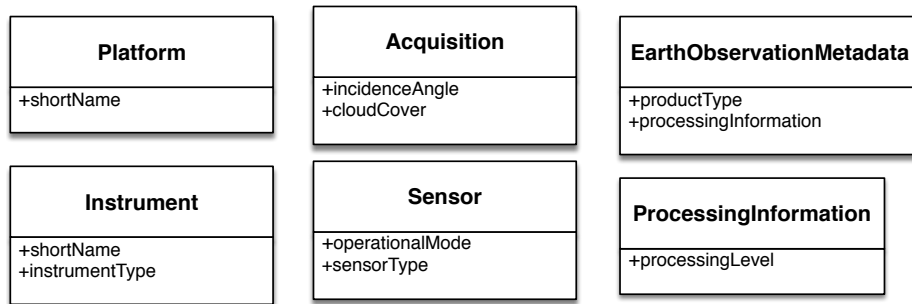 Platform
+shortName
Acquisition
+incidenceAngle
+cloudCover
EarthObservationMetadata
+productType
+processingInformation
Instrument
+shortName
+instrumentType
Sensor
+operationalMode
+sensorType
ProcessingInformation
+processingLevel